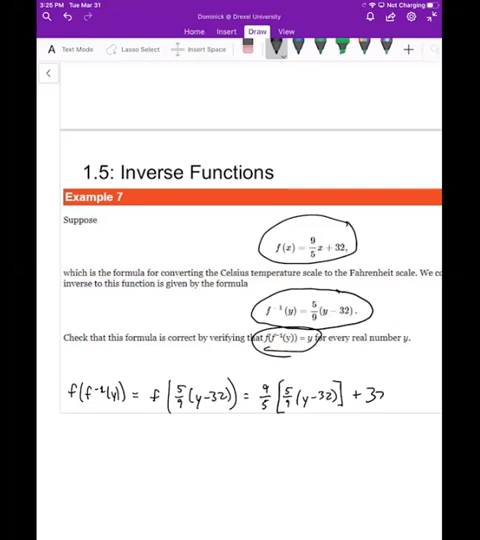 3:25 PM Tue Mar 31
Not Charging
Dominick @ Drexel University
Home Insert Draw View
A Text Mode Lasso Select Insert Space
1.5: Inverse Functions
Example 7
Suppose
f(x) = 9/5 x + 32,
which is the formula for converting the Celsius temperature scale to the Fahrenheit scale. We c
inverse to this function is given by the formula
f⁻¹(y) = 5/9 (y − 32).
Check that this formula is correct by verifying that f(f⁻¹(y)) = y for every real number y.
f(f⁻¹(y)) = f(5/9 (y−32)) = 9/5 [5/9 (y−32)] + 32